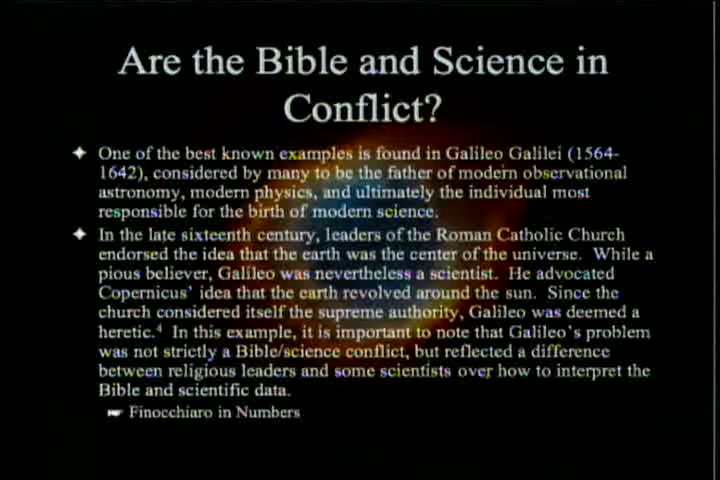 Are the Bible and Science in
Conflict?
One of the best known examples is found in Galileo Galilei (1564-
1642), considered by many to be the father of modern observational
astronomy, modern physics, and ultimately the individual most
responsible for the birth of modern science.
In the late sixteenth century, leaders of the Roman Catholic Church
endorsed the idea that the earth was the center of the universe. While a
pious believer, Galileo was nevertheless a scientist. He advocated
Copernicus' idea that the earth revolved around the sun. Since the
church considered itself the supreme authority, Galileo was deemed a
heretic.⁴ In this example, it is important to note that Galileo's problem
was not strictly a Bible/science conflict, but reflected a difference
between religious leaders and some scientists over how to interpret the
Bible and scientific data.
Finocchiaro in Numbers